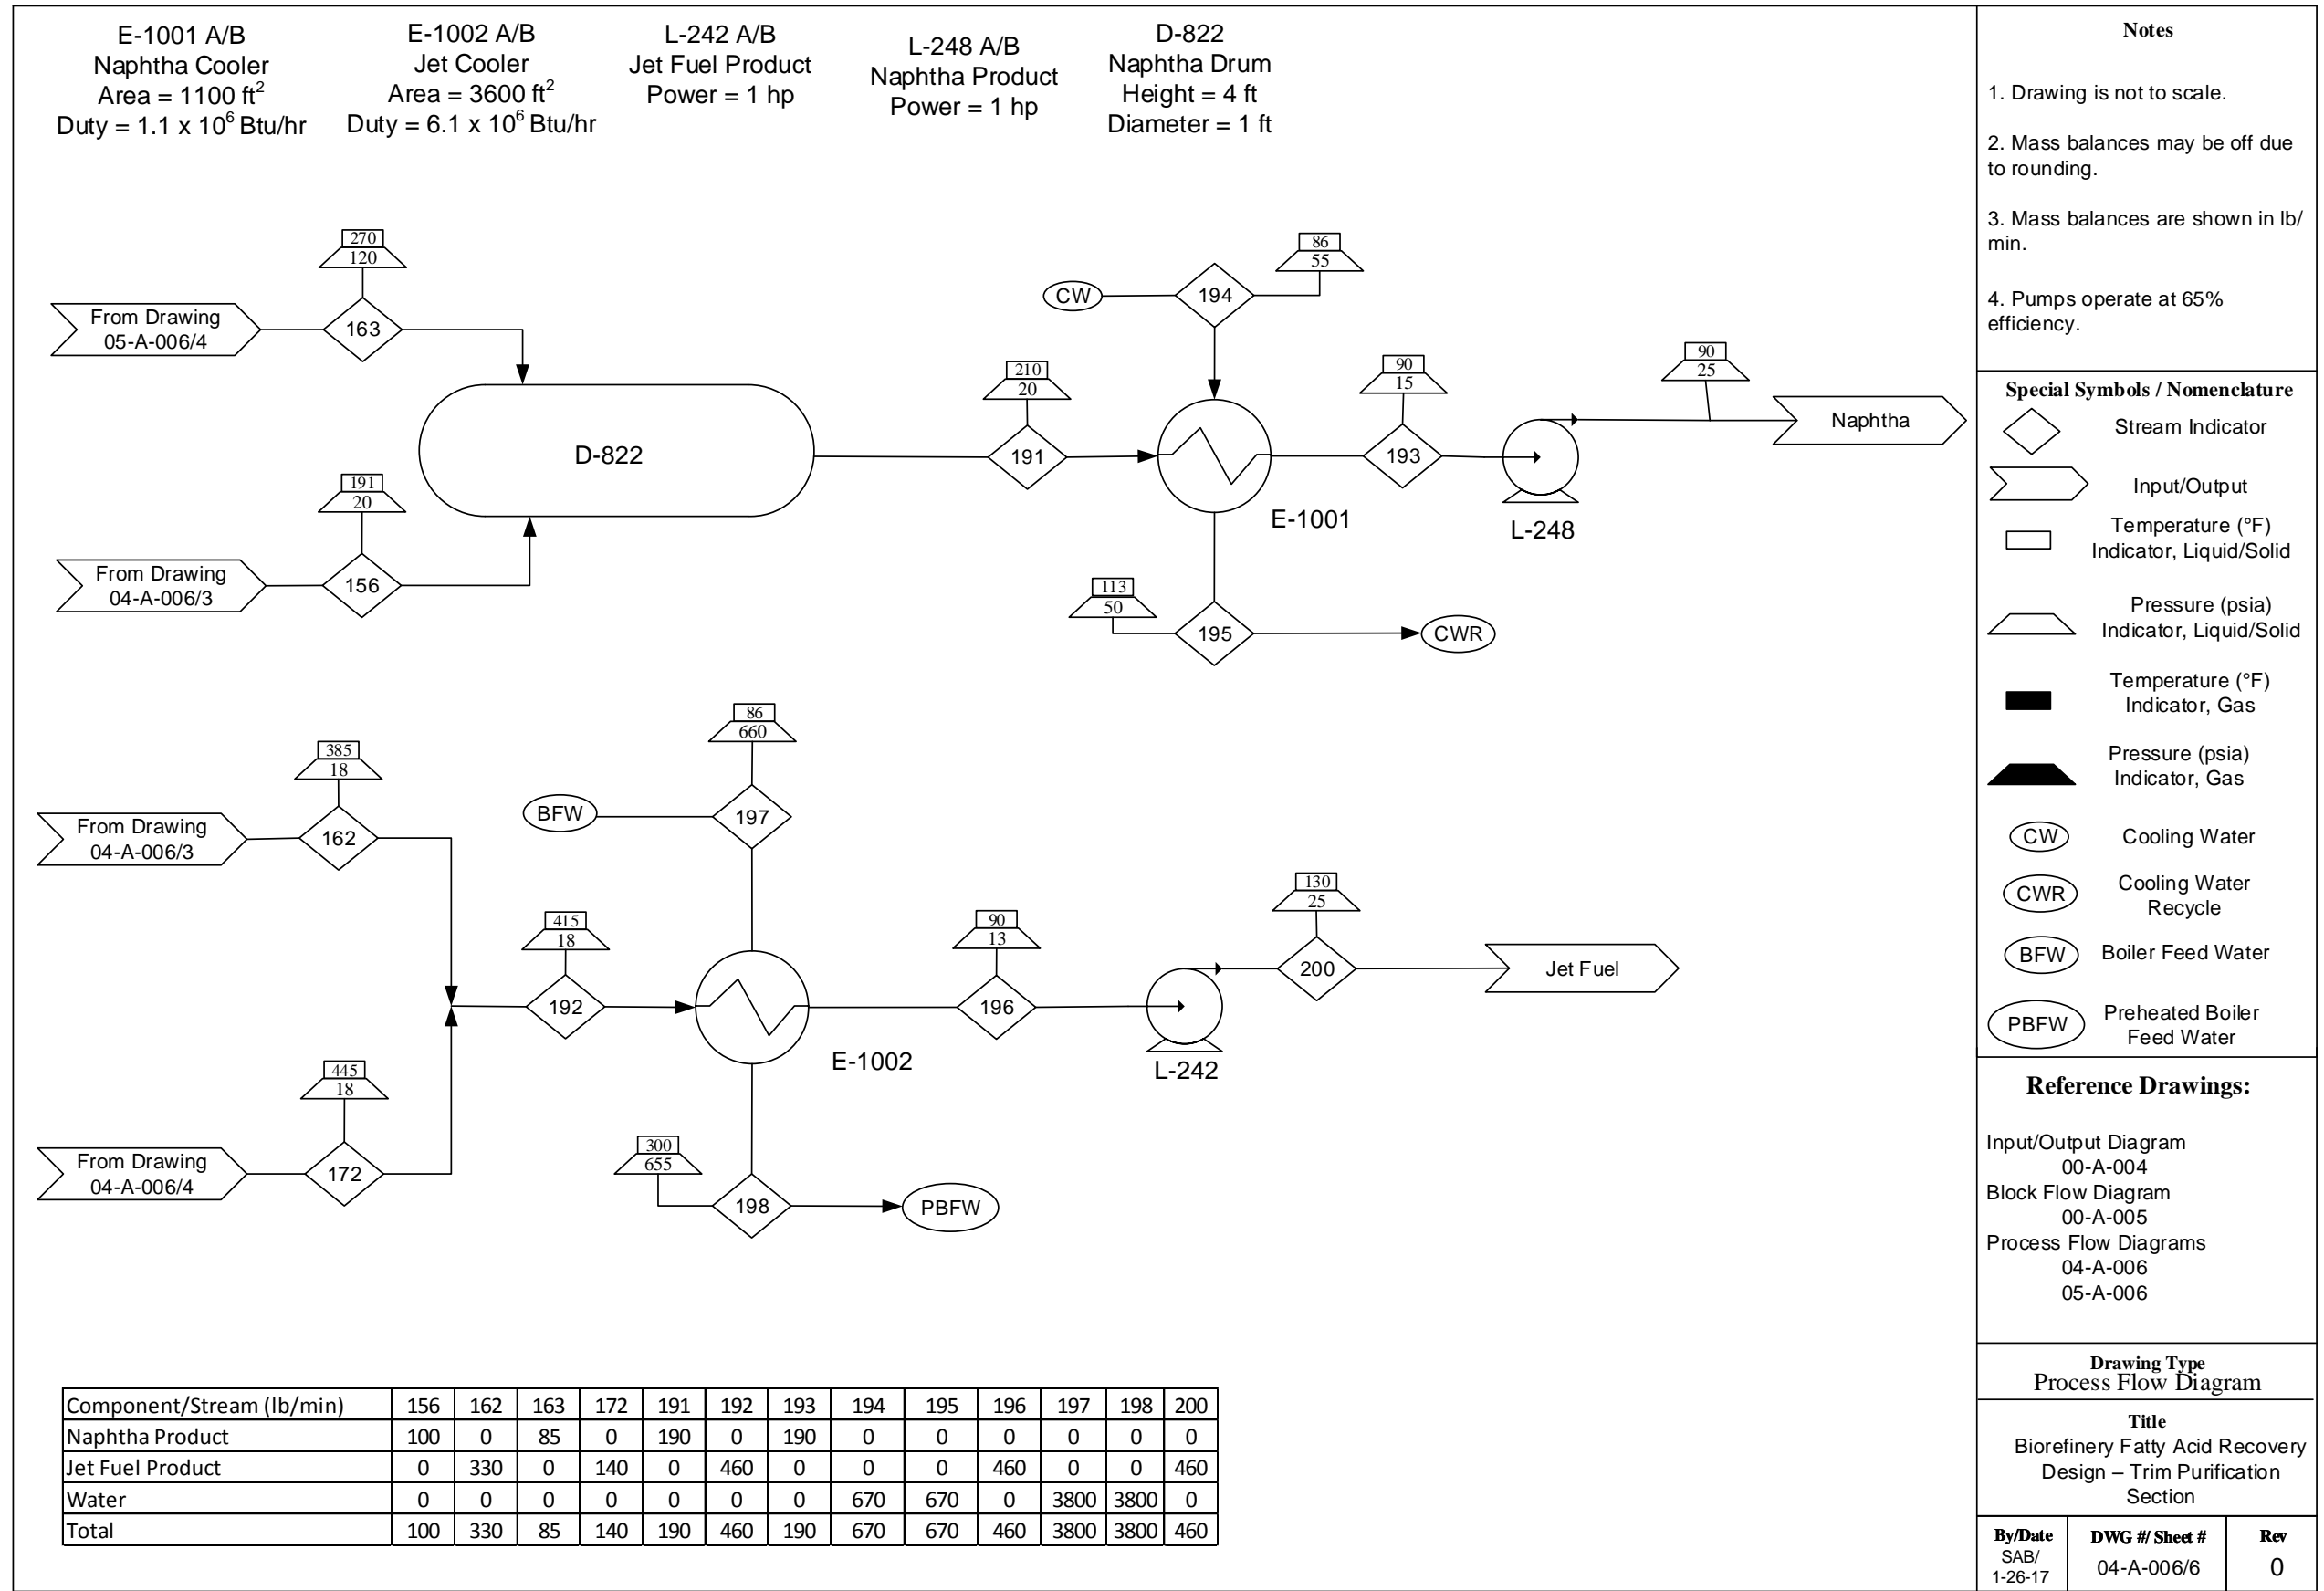 E-1001 A/B
Naphtha Cooler
Area = 1100 ft2
Duty = 1.1 x 106 Btu/hr
E-1002 A/B
Jet Cooler
Area = 3600 ft2
Duty = 6.1 x 106 Btu/hr
L-242 A/B
Jet Fuel Product
Power = 1 hp
L-248 A/B
Naphtha Product
Power = 1 hp
D-822
Naphtha Drum
Height = 4 ft
Diameter = 1 ft
270
120
From Drawing
05-A-006/4
163
D-822
191
20
From Drawing
04-A-006/3
156
210
20
191
CW
194
86
55
E-1001
90
15
193
L-248
90
25
Naphtha
113
50
195
CWR
385
18
From Drawing
04-A-006/3
162
86
660
BFW
197
415
18
192
E-1002
90
13
196
L-242
130
25
200
Jet Fuel
445
18
From Drawing
04-A-006/4
172
300
655
198
PBFW
Component/Stream (lb/min) 156 162 163 172 191 192 193 194 195 196 197 198 200
Naphtha Product 100 0 85 0 190 0 190 0 0 0 0 0 0
Jet Fuel Product 0 330 0 140 0 460 0 0 0 460 0 0 460
Water 0 0 0 0 0 0 0 670 670 0 3800 3800 0
Total 100 330 85 140 190 460 190 670 670 460 3800 3800 460
Notes
1. Drawing is not to scale.
2. Mass balances may be off due
to rounding.
3. Mass balances are shown in lb/
min.
4. Pumps operate at 65%
efficiency.
Special Symbols / Nomenclature
Stream Indicator
Input/Output
Temperature (°F)
Indicator, Liquid/Solid
Pressure (psia)
Indicator, Liquid/Solid
Temperature (°F)
Indicator, Gas
Pressure (psia)
Indicator, Gas
CW Cooling Water
CWR Cooling Water
Recycle
BFW Boiler Feed Water
PBFW Preheated Boiler
Feed Water
Reference Drawings:
Input/Output Diagram
00-A-004
Block Flow Diagram
00-A-005
Process Flow Diagrams
04-A-006
05-A-006
Drawing Type
Process Flow Diagram
Title
Biorefinery Fatty Acid Recovery
Design – Trim Purification
Section
By/Date
SAB/
1-26-17
DWG #/ Sheet #
04-A-006/6
Rev
0